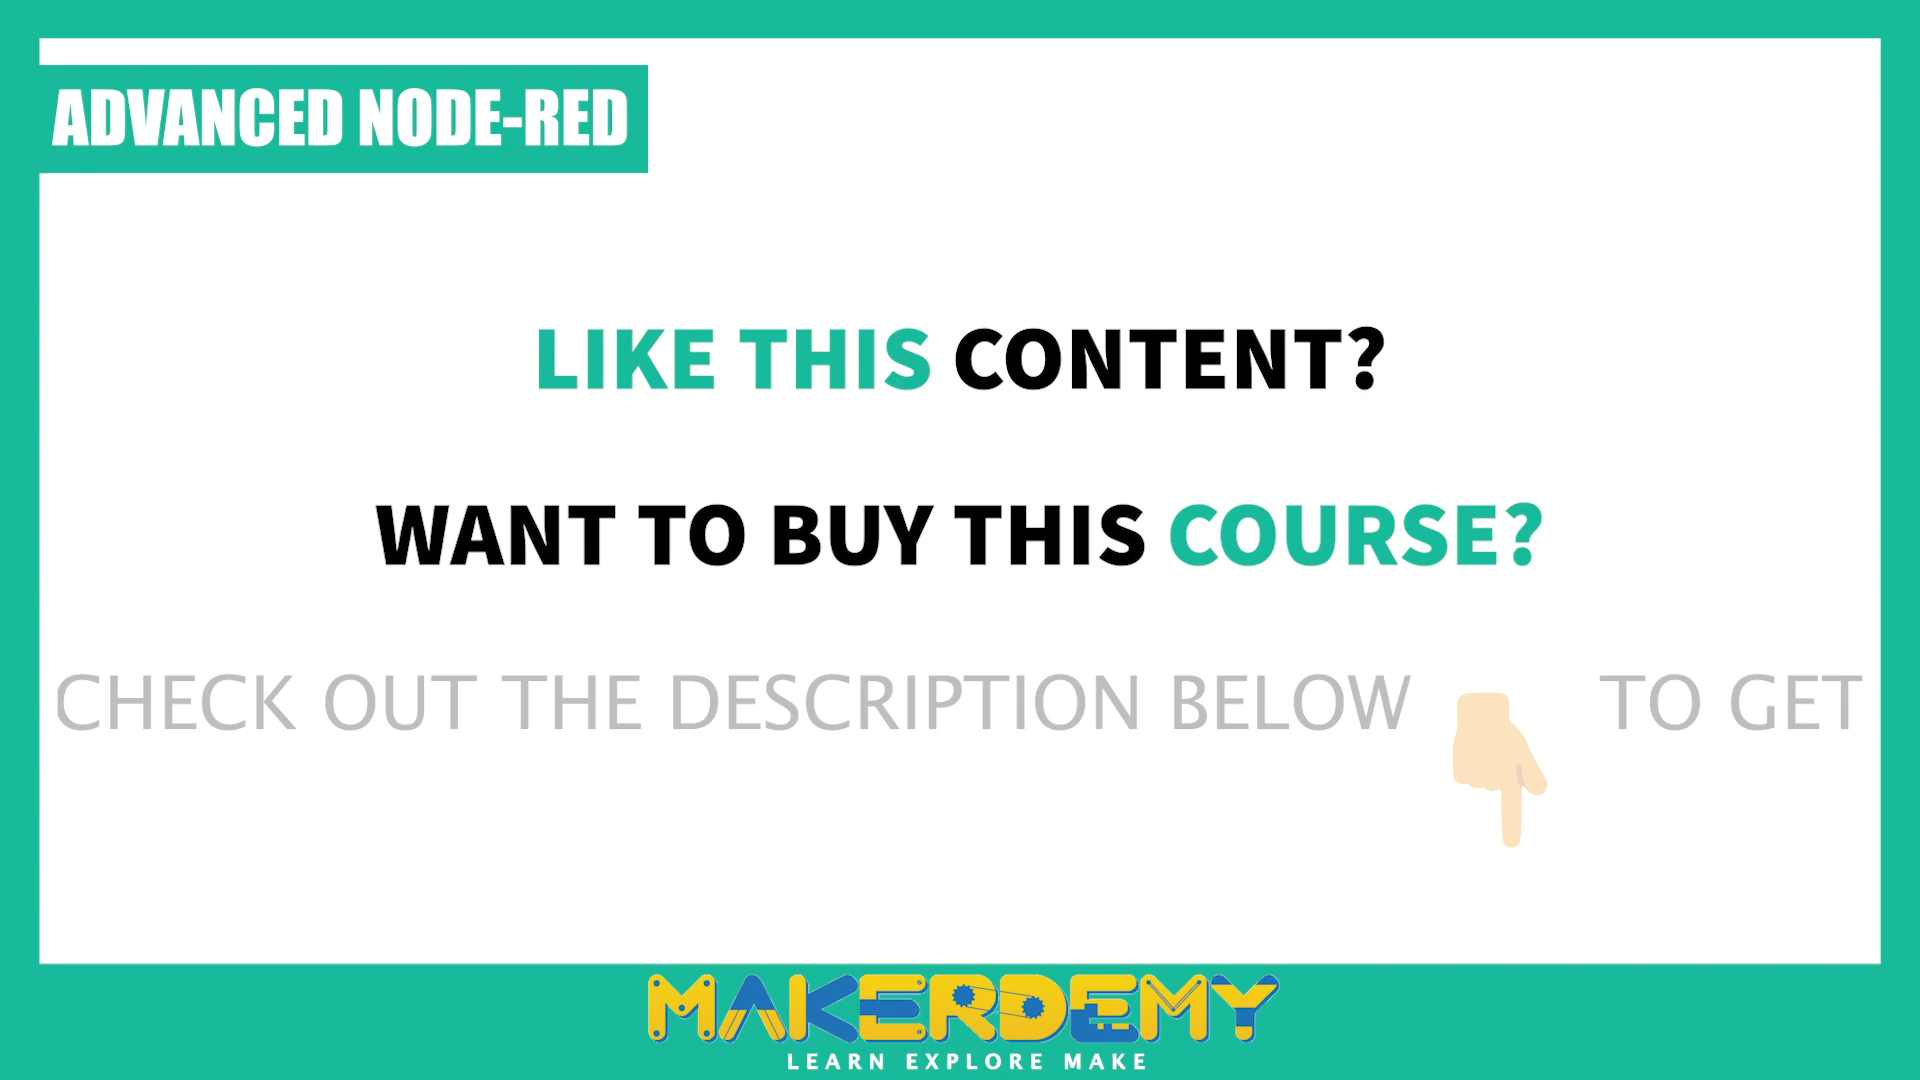 ADVANCED NODE-RED
LIKE THIS CONTENT?
WANT TO BUY THIS COURSE?
CHECK OUT THE DESCRIPTION BELOW TO GET
MAKERDEMY
LEARN EXPLORE MAKE